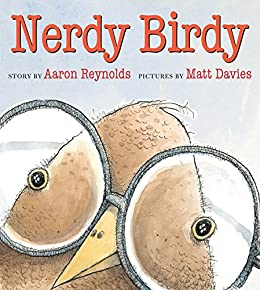 Nerdy Birdy
STORY BY Aaron Reynolds PICTURES BY Matt Davies